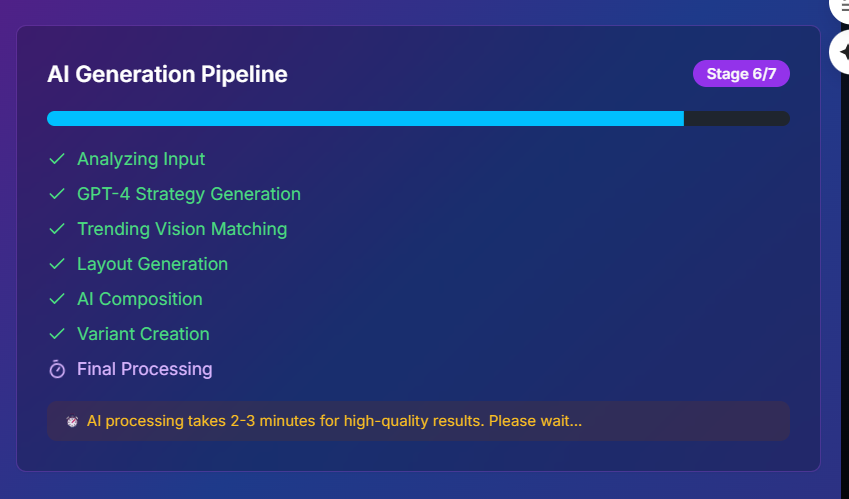 AI Generation Pipeline
Stage 6/7
Analyzing Input
GPT-4 Strategy Generation
Trending Vision Matching
Layout Generation
AI Composition
Variant Creation
Final Processing
AI processing takes 2-3 minutes for high-quality results. Please wait...